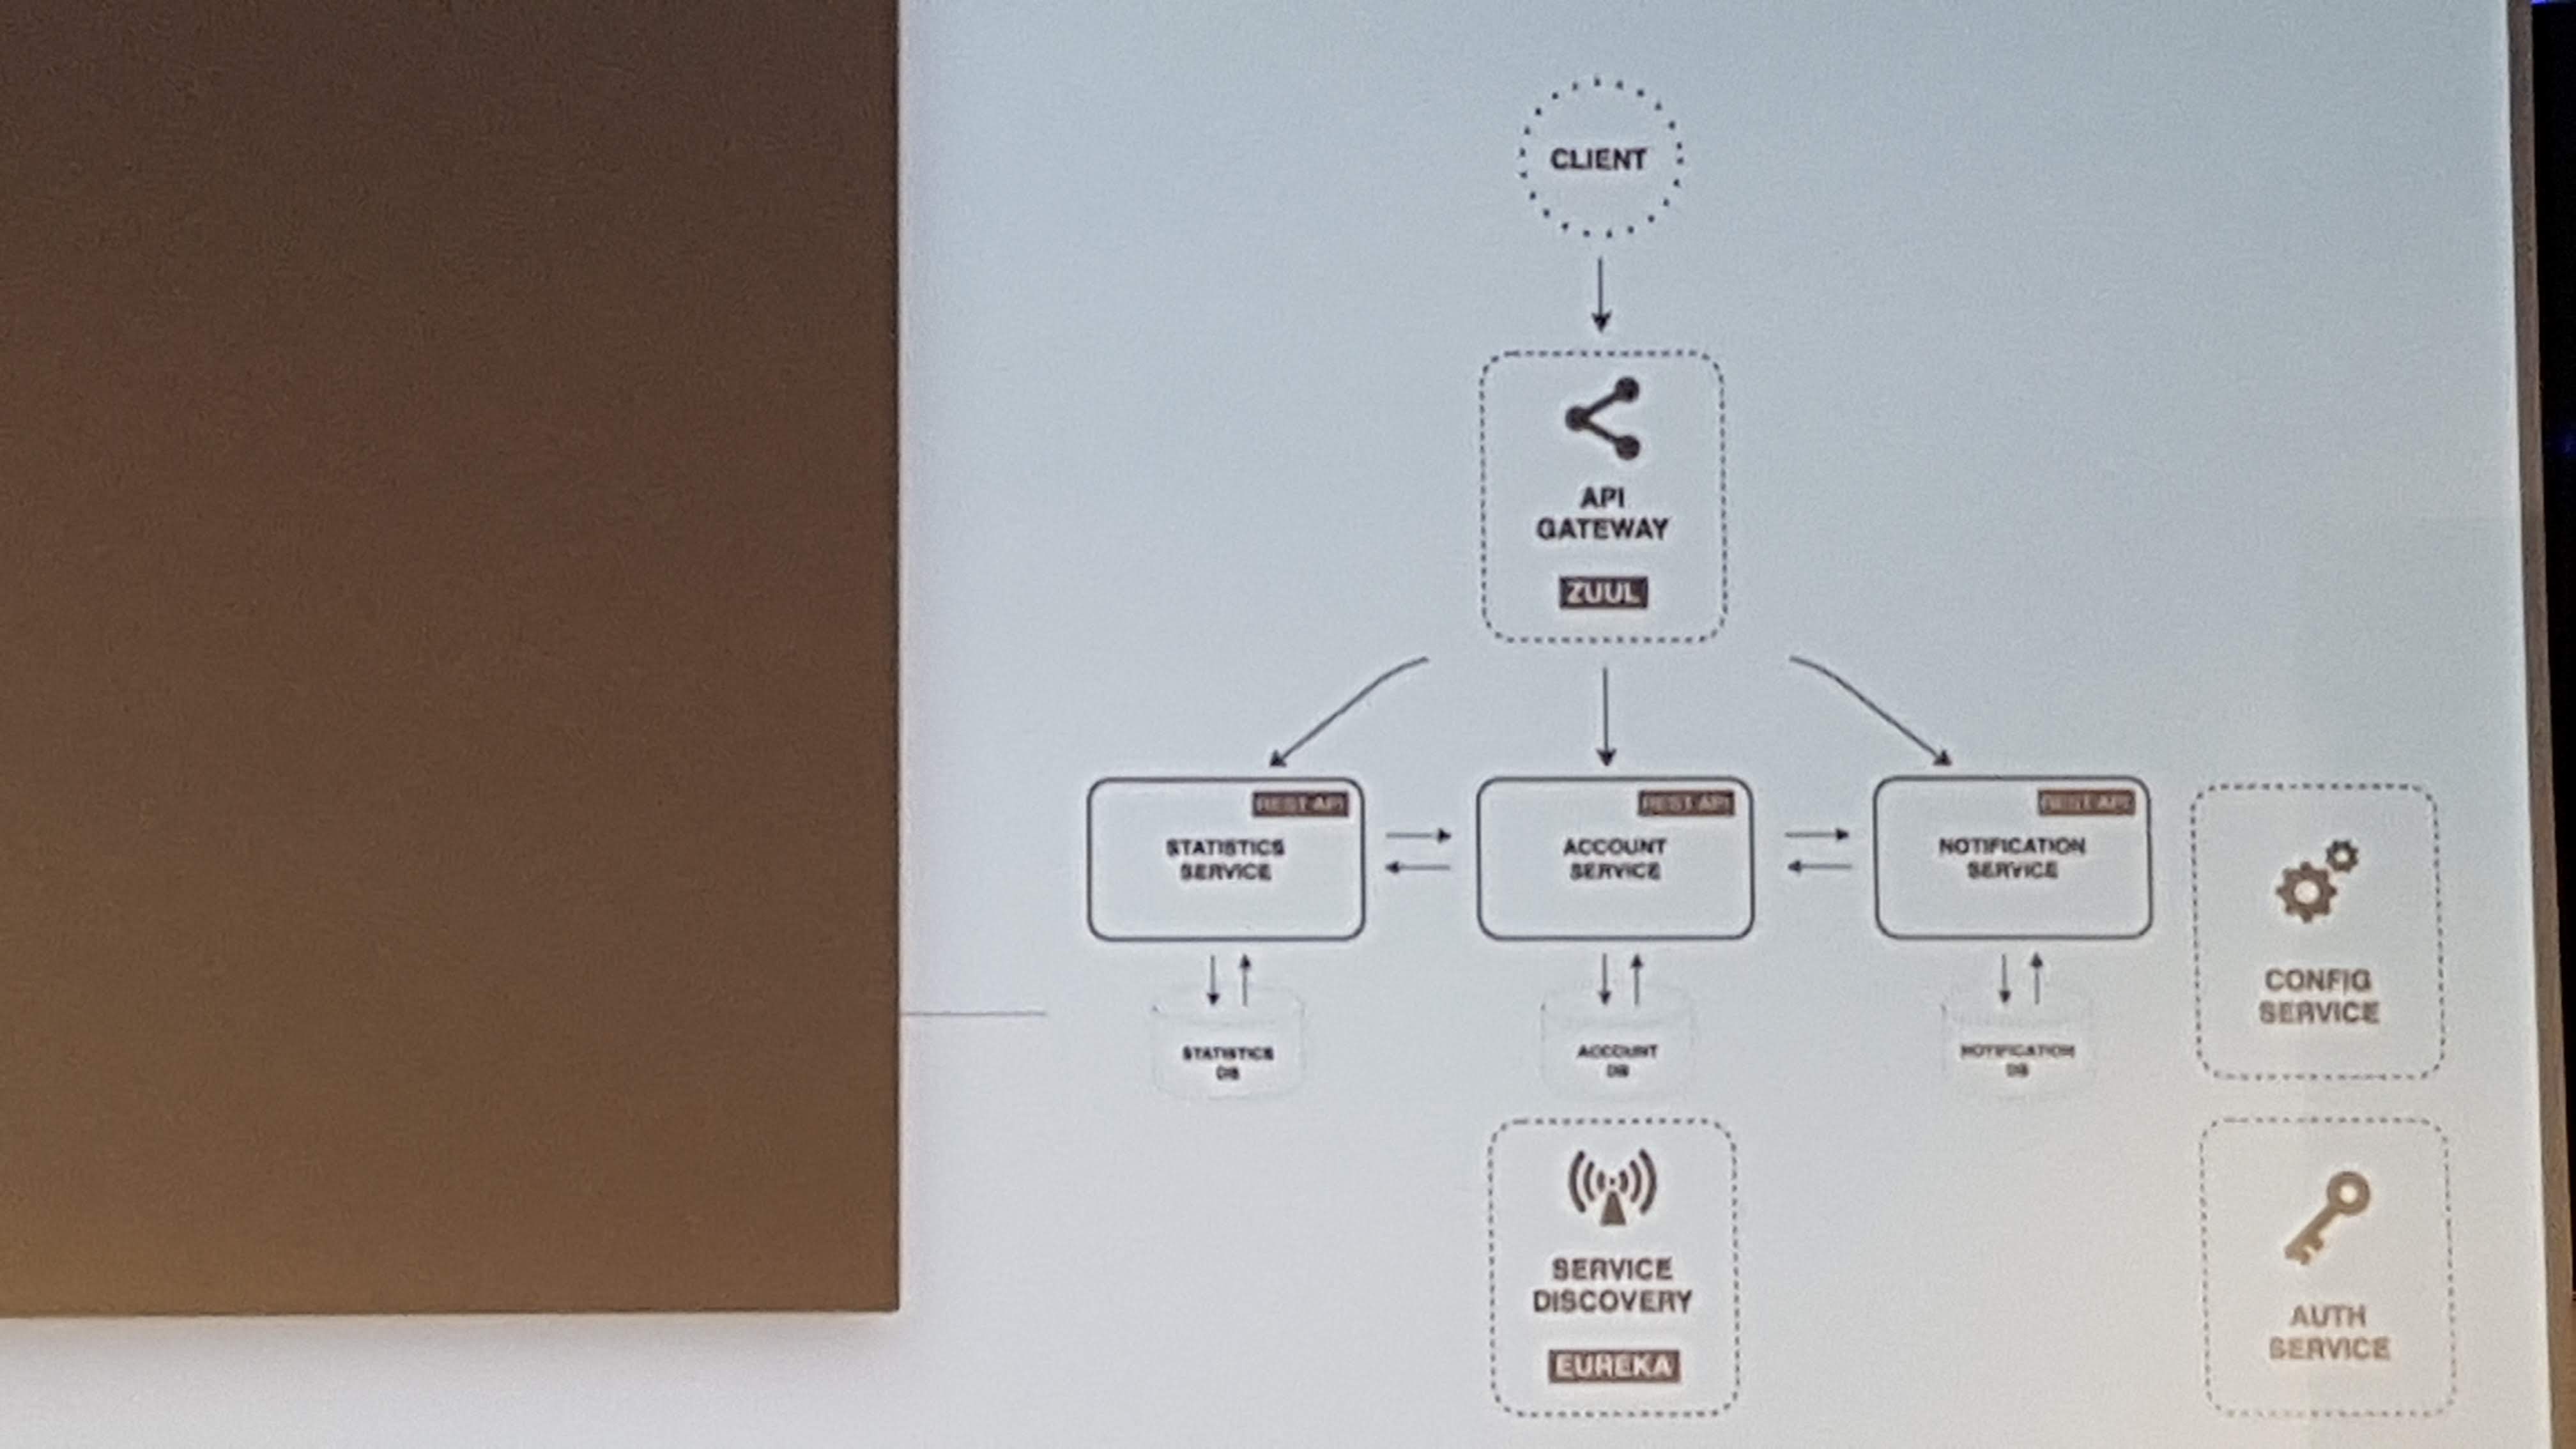 CLIENT
API
GATEWAY
ZUUL
REST API
STATISTICS
SERVICE
REST API
ACCOUNT
SERVICE
REST API
NOTIFICATION
SERVICE
STATISTICS
DB
ACCOUNT
DB
NOTIFICATION
DB
CONFIG
SERVICE
SERVICE
DISCOVERY
EUREKA
AUTH
SERVICE